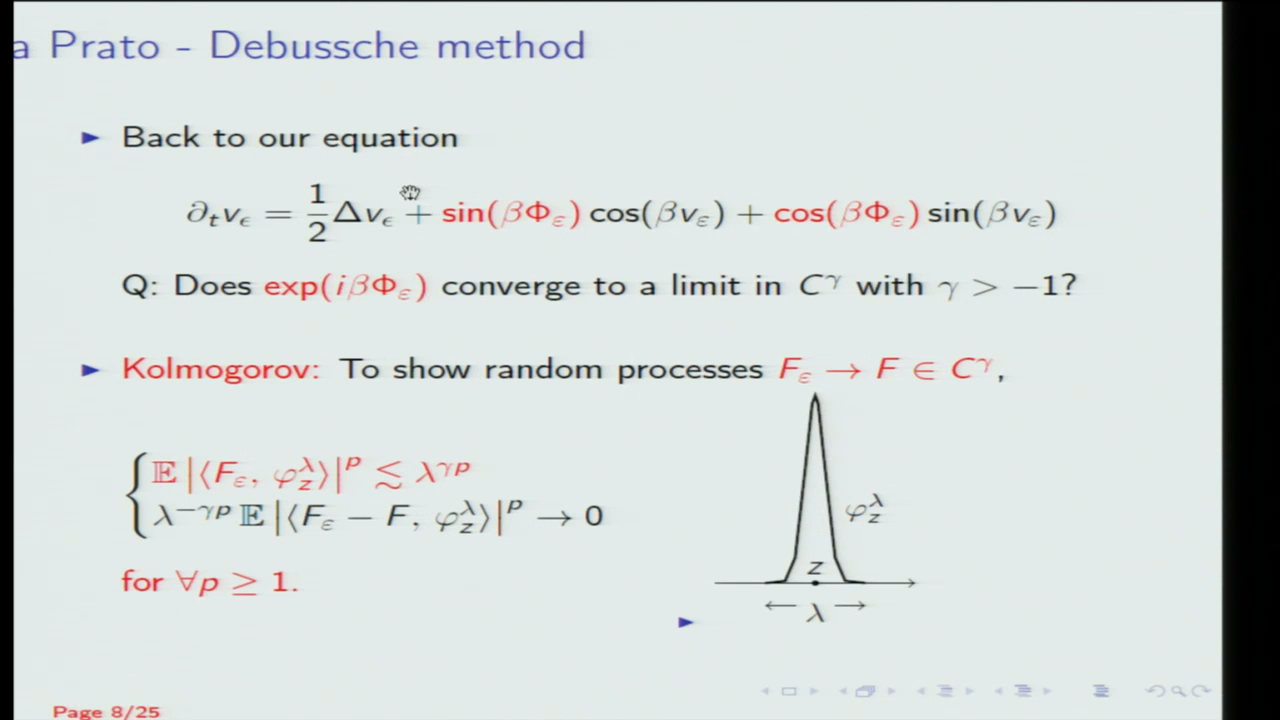 a Prato - Debussche method
► Back to our equation
∂ₜv_ϵ = 1/2 Δv_ϵ + sin(βΦ_ε) cos(βv_ε) + cos(βΦ_ε) sin(βv_ε)
Q: Does exp(iβΦ_ε) converge to a limit in C^γ with γ > −1?
► Kolmogorov: To show random processes F_ε → F ∈ C^γ,
𝔼 |⟨F_ε, φ_z^λ⟩|^p ≲ λ^{γp}
λ^{−γp} 𝔼 |⟨F_ε − F, φ_z^λ⟩|^p → 0
for ∀p ≥ 1.
φ_z^λ
z
← λ →
►
Page 8/25